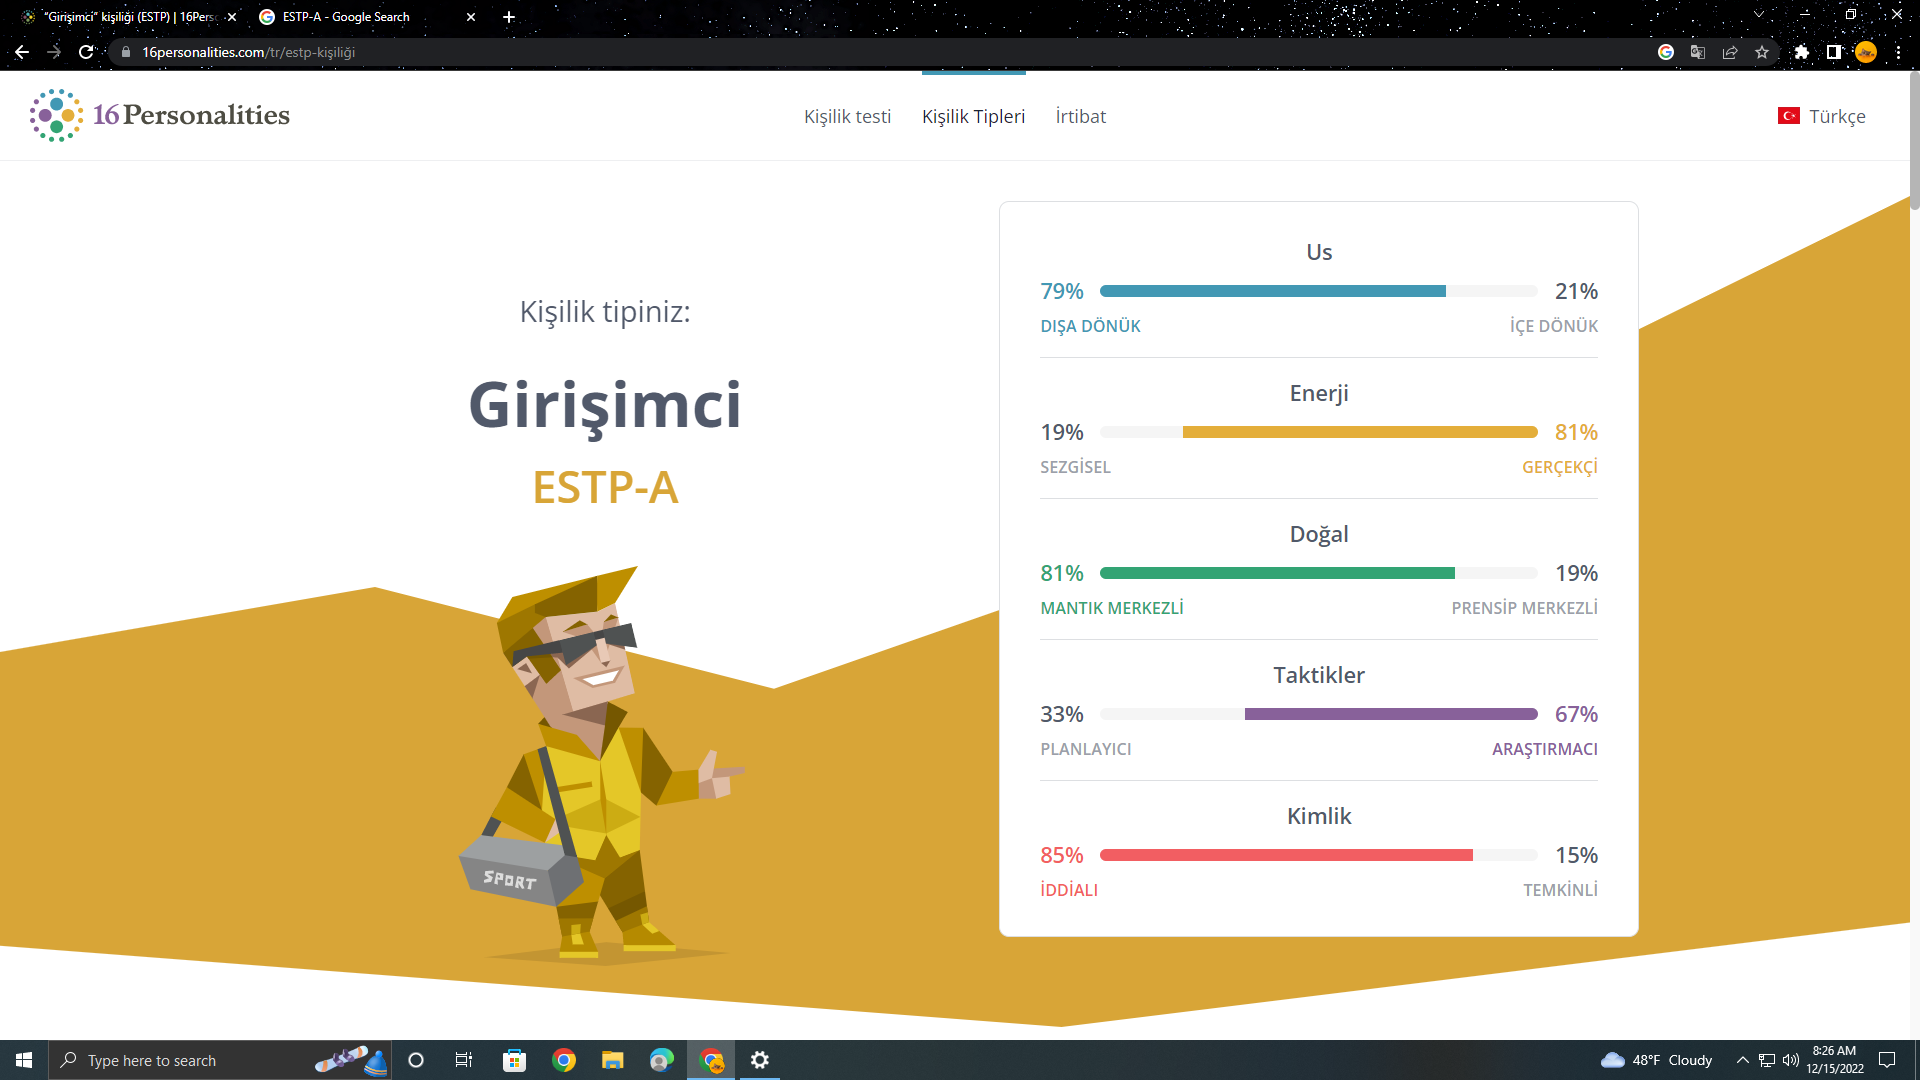 "Girişimci" kişiliği (ESTP) | 16Pers
ESTP-A - Google Search
16personalities.com/tr/estp-kişiliği
16Personalities
Kişilik testi
Kişilik Tipleri
İrtibat
Türkçe
Kişilik tipiniz:
Girişimci
ESTP-A
SPORT
Us
79%
21%
DIŞA DÖNÜK
İÇE DÖNÜK
Enerji
19%
81%
SEZGİSEL
GERÇEKÇİ
Doğal
81%
19%
MANTIK MERKEZLİ
PRENSİP MERKEZLİ
Taktikler
33%
67%
PLANLAYICI
ARAŞTIRMACI
Kimlik
85%
15%
İDDİALI
TEMKİNLİ
Type here to search
48°F Cloudy
8:26 AM
12/15/2022